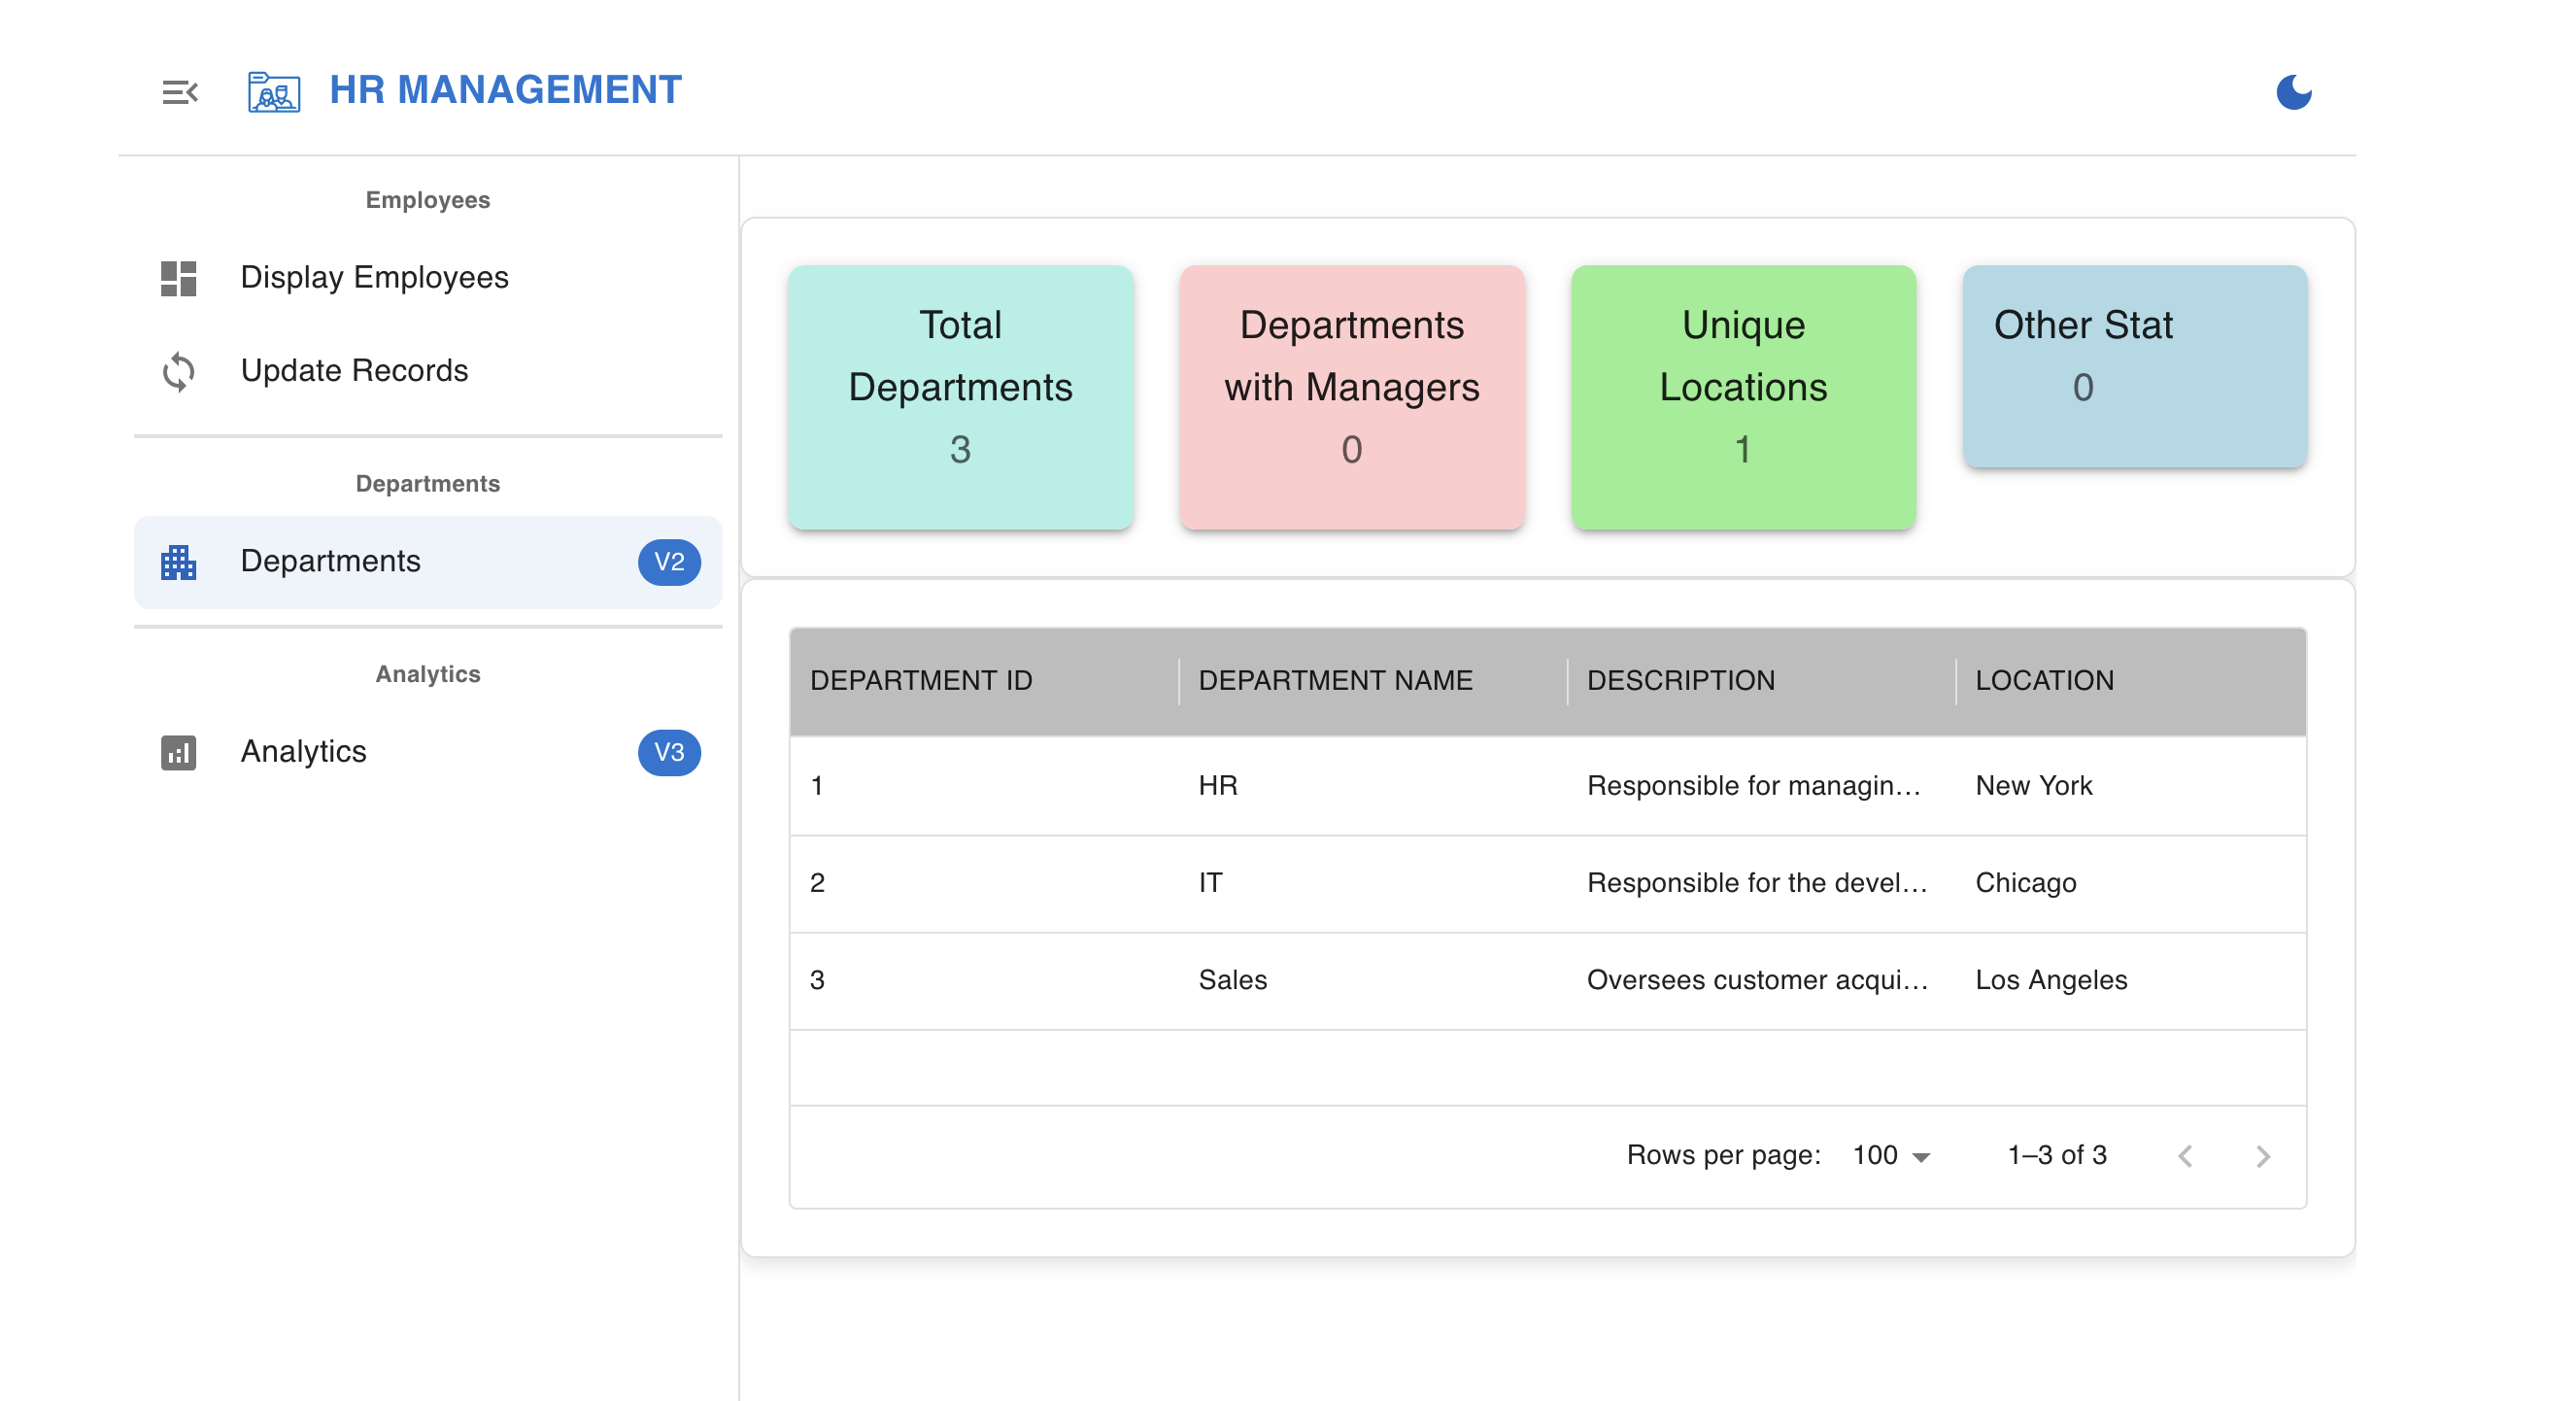 HR MANAGEMENT
Employees
Display Employees
Update Records
Departments
Departments V2
Analytics
Analytics V3
Total
Departments
3
Departments
with Managers
0
Unique
Locations
1
Other Stat
0
DEPARTMENT ID DEPARTMENT NAME DESCRIPTION LOCATION
1 HR Responsible for managin... New York
2 IT Responsible for the devel... Chicago
3 Sales Oversees customer acqui... Los Angeles
Rows per page: 100 1–3 of 3